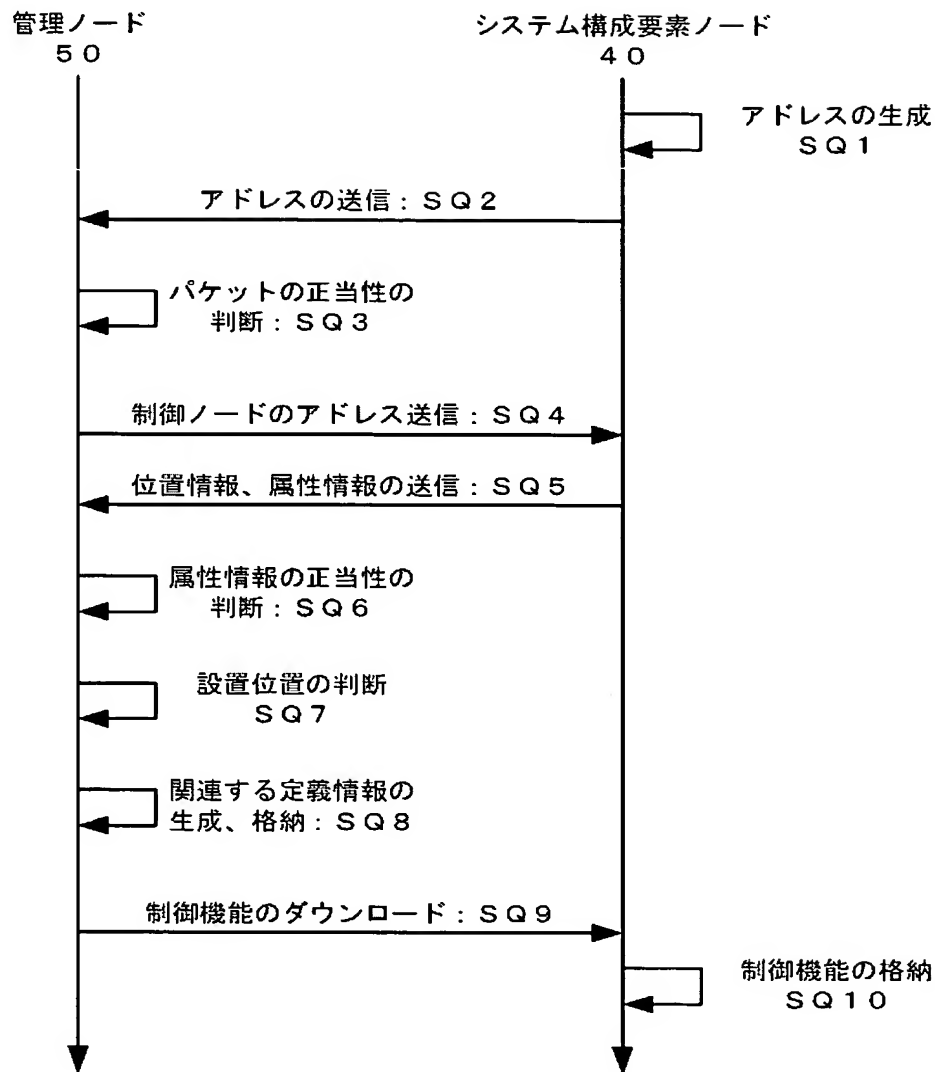 管理ノード
５０
システム構成要素ノード
４０
アドレスの生成
ＳＱ１
アドレスの送信：ＳＱ２
パケットの正当性の
判断：ＳＱ３
制御ノードのアドレス送信：ＳＱ４
位置情報、属性情報の送信：ＳＱ５
属性情報の正当性の
判断：ＳＱ６
設置位置の判断
ＳＱ７
関連する定義情報の
生成、格納：ＳＱ８
制御機能のダウンロード：ＳＱ９
制御機能の格納
ＳＱ１０